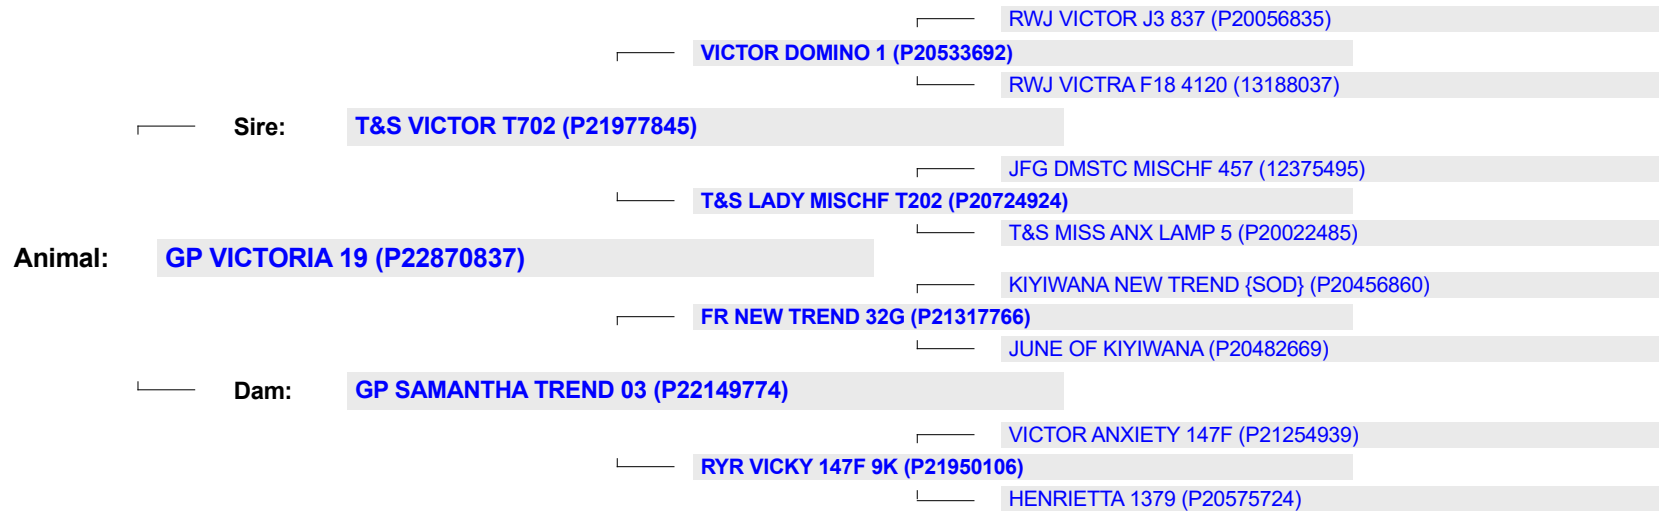 RWJ VICTOR J3 837 (P20056835)
VICTOR DOMINO 1 (P20533692)
RWJ VICTRA F18 4120 (13188037)
Sire: T&S VICTOR T702 (P21977845)
JFG DMSTC MISCHF 457 (12375495)
T&S LADY MISCHF T202 (P20724924)
T&S MISS ANX LAMP 5 (P20022485)
Animal: GP VICTORIA 19 (P22870837)
KIYIWANA NEW TREND {SOD} (P20456860)
FR NEW TREND 32G (P21317766)
JUNE OF KIYIWANA (P20482669)
Dam: GP SAMANTHA TREND 03 (P22149774)
VICTOR ANXIETY 147F (P21254939)
RYR VICKY 147F 9K (P21950106)
HENRIETTA 1379 (P20575724)